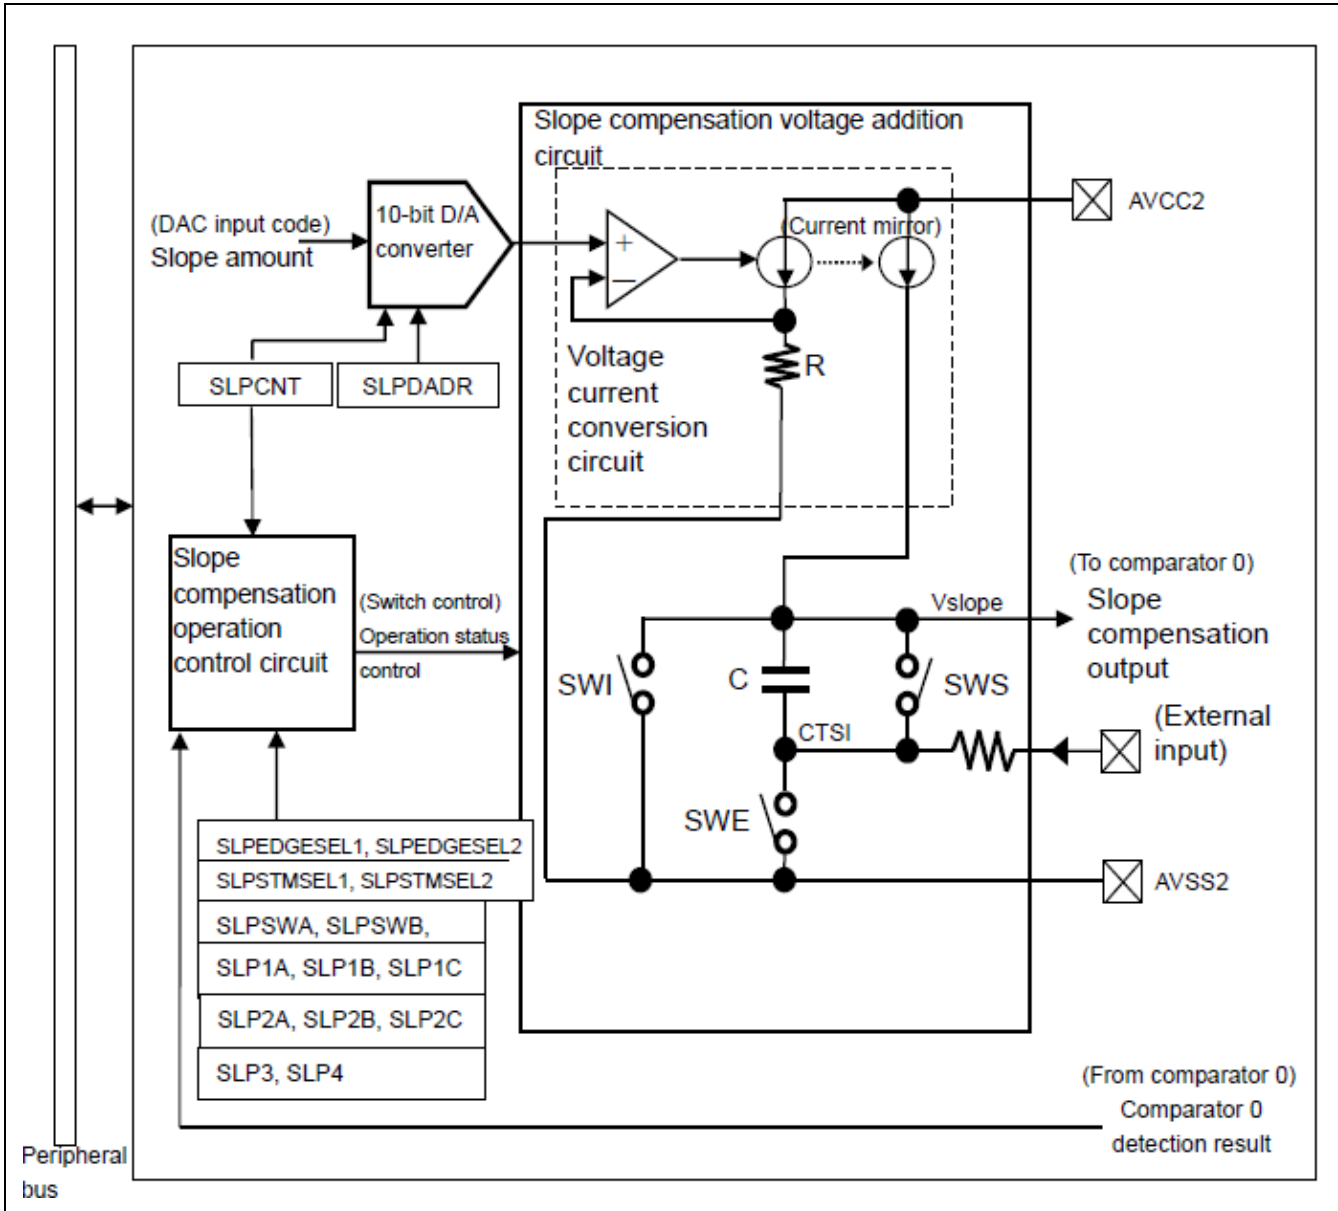 Slope compensation voltage addition
circuit
(DAC input code)
Slope amount
10-bit D/A
converter
+
−
(Current mirror)
AVCC2
SLPCNT
SLPDADR
Voltage
current
conversion
circuit
R
Slope
compensation
operation
control circuit
(Switch control)
Operation status
control
(To comparator 0)
Slope
compensation
output
Vslope
SWI
C
SWS
CTSI
(External
input)
SWE
AVSS2
SLPEDGESEL1, SLPEDGESEL2
SLPSTMSEL1, SLPSTMSEL2
SLPSWA, SLPSWB,
SLP1A, SLP1B, SLP1C
SLP2A, SLP2B, SLP2C
SLP3, SLP4
(From comparator 0)
Comparator 0
detection result
Peripheral
bus